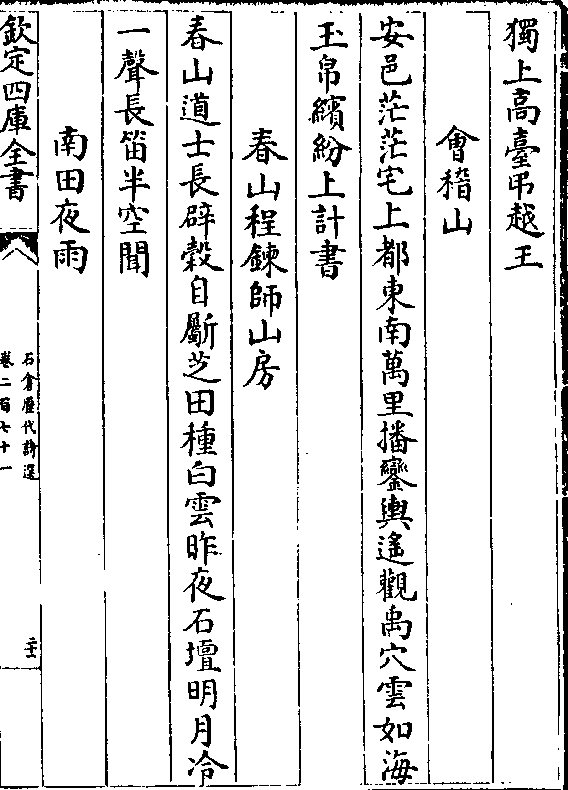 獨上高臺弔越王
會稽山
安邑茫茫宅上都東南萬里播鑾輿遙觀禹穴雲如海
玉帛繽紛上計書
春山程鍊師山房
春山道士長辟穀自斸芝田種白雲昨夜石壇明月冷
一聲長笛半空聞
南田夜雨
欽定四庫全書
石倉歷代詩選
卷二百七十一